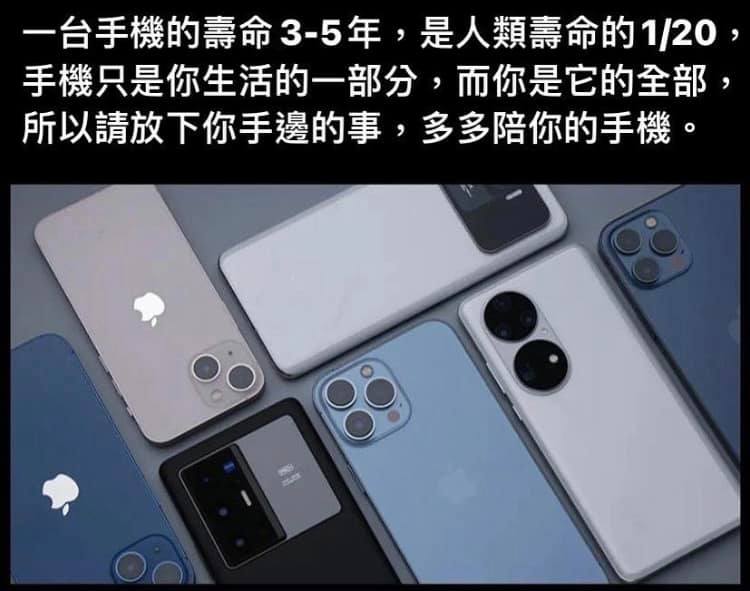 一台手機的壽命3-5年，是人類壽命的1/20，
手機只是你生活的一部分，而你是它的全部，
所以請放下你手邊的事，多多陪你的手機。